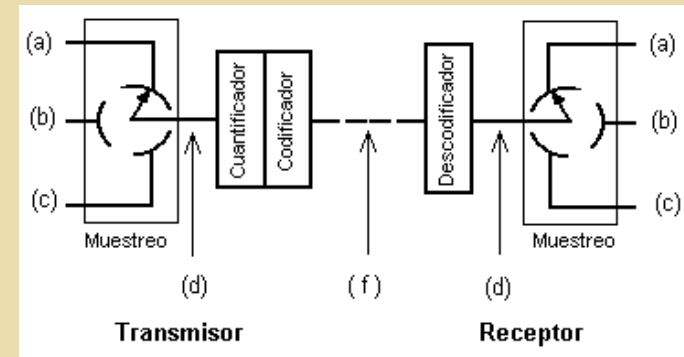 (a)
(b)
(c)
Muestreo
(d)
Cuantificador
Codificador
( f )
Descodificador
(d)
(a)
(b)
(c)
Muestreo
Transmisor
Receptor